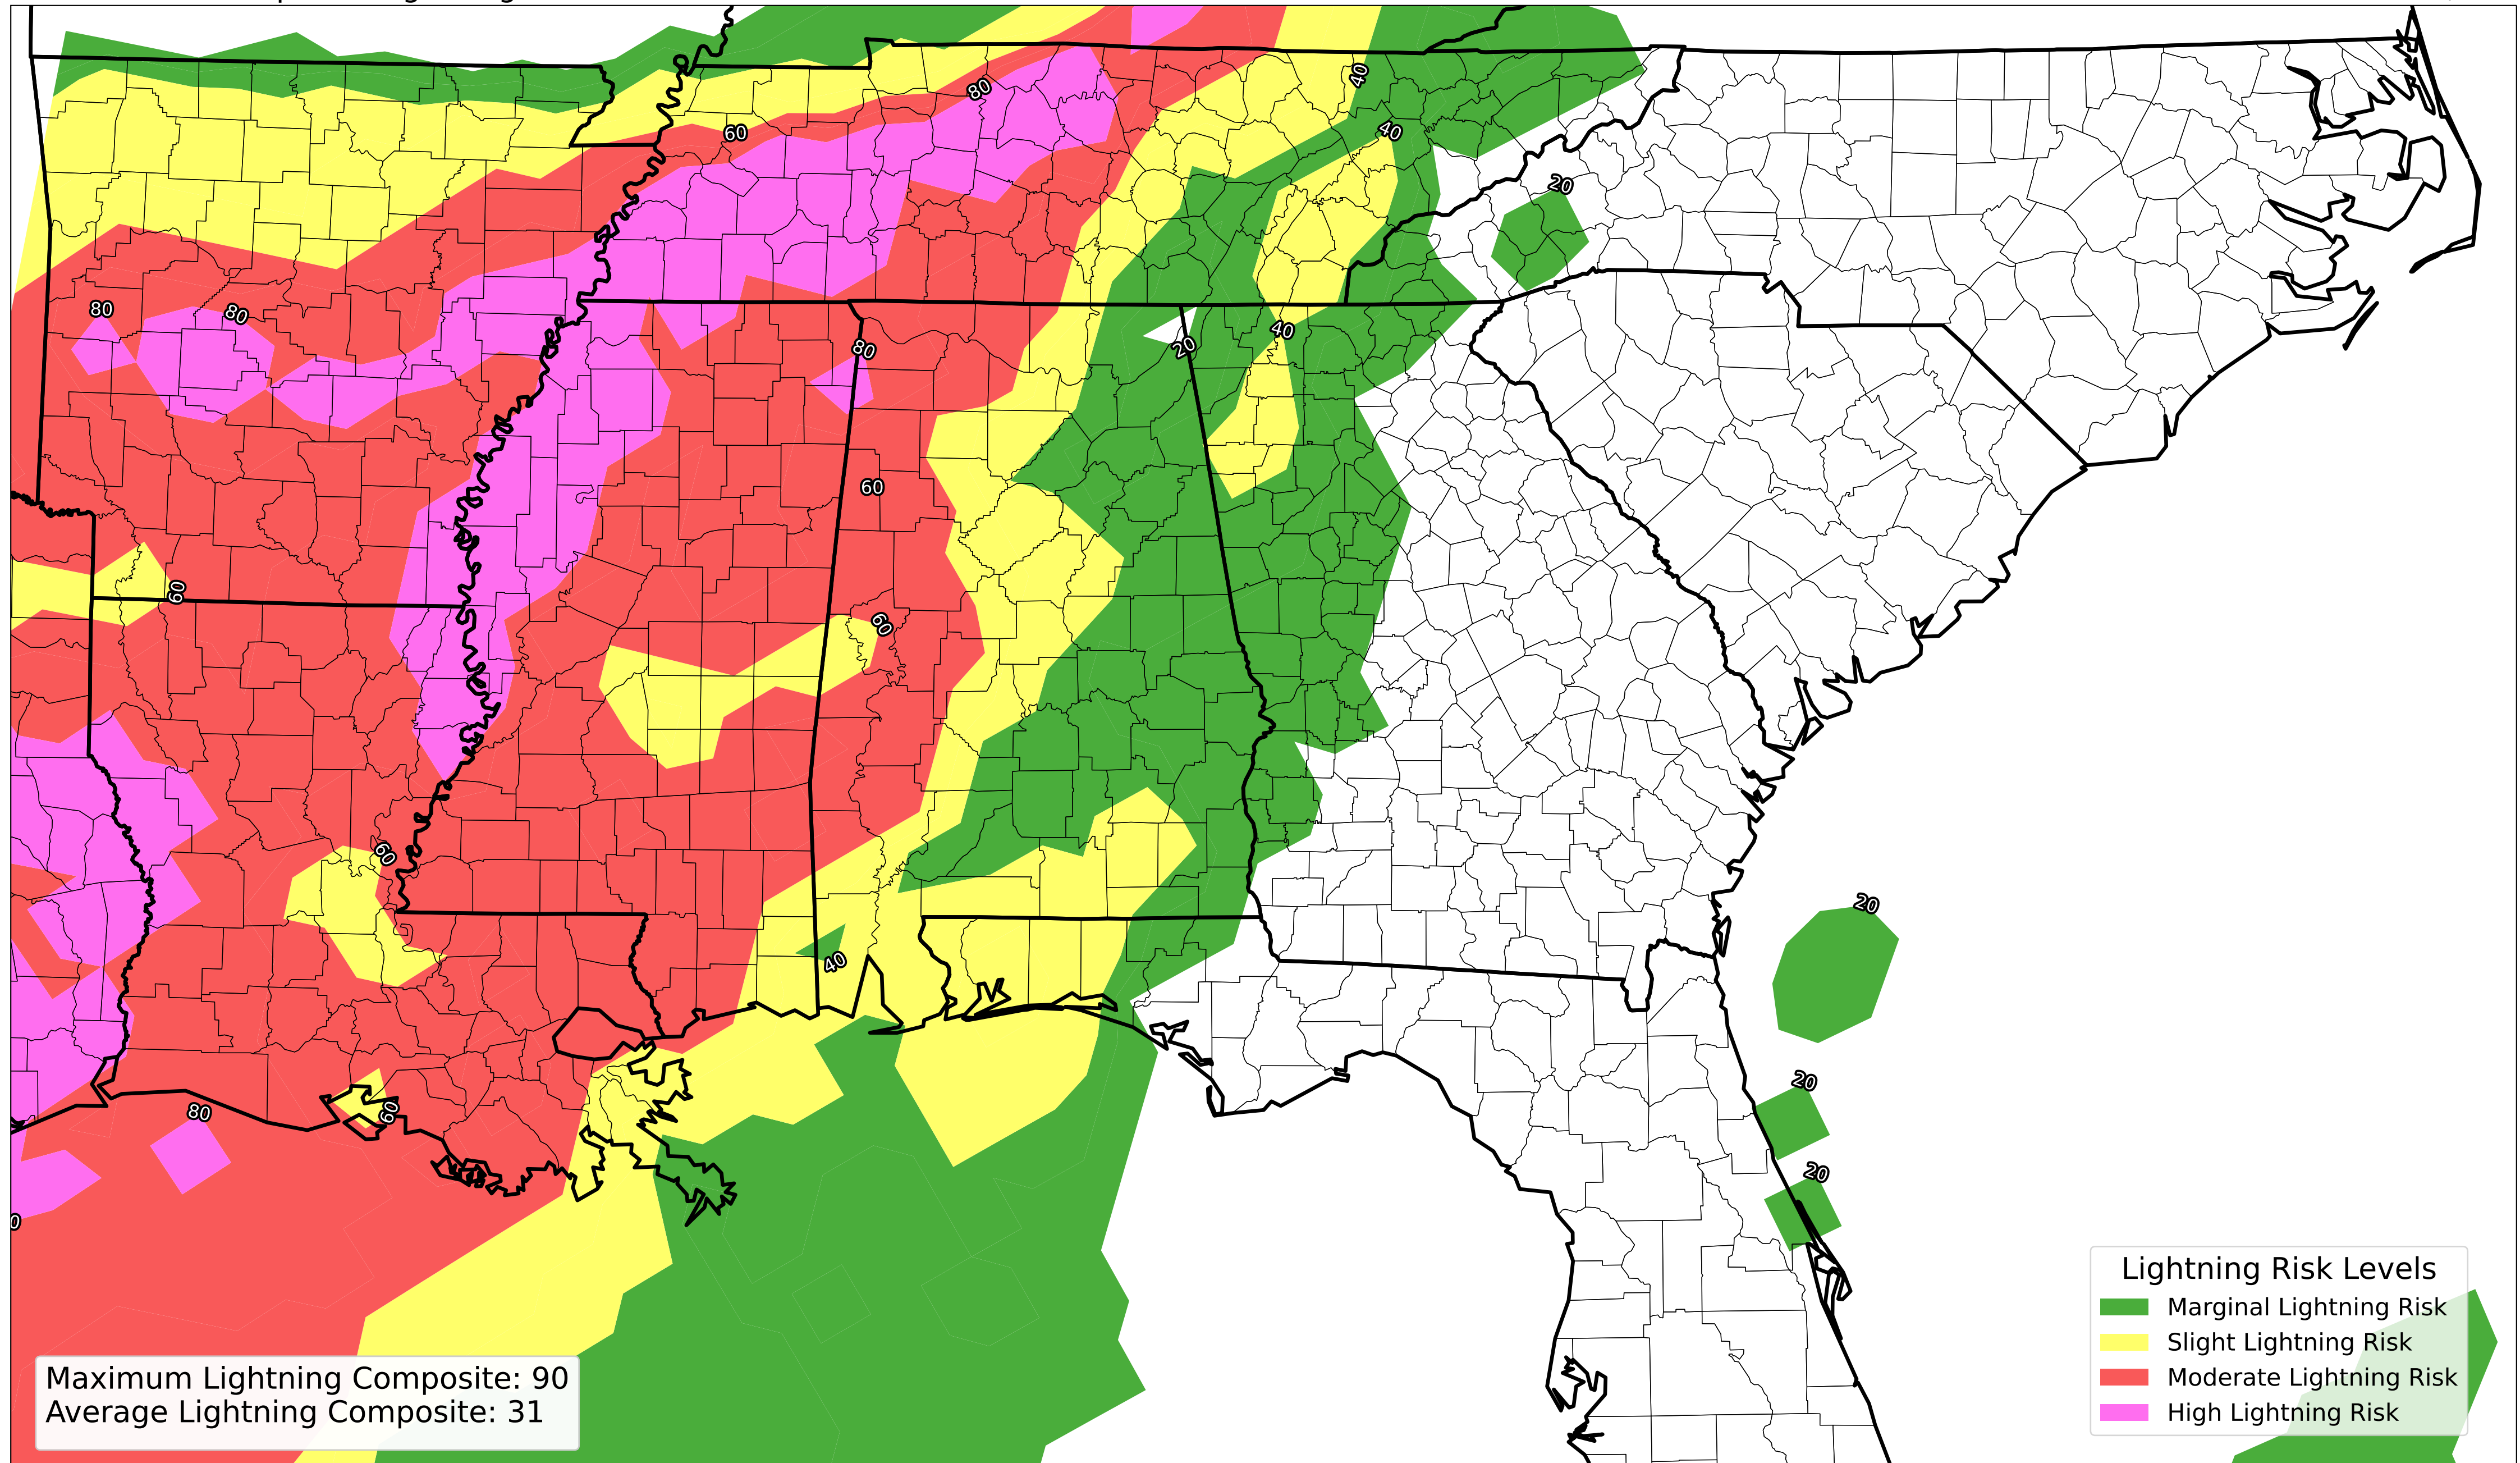 80
60
40
40
20
80
80
80
20
40
60
60
60
60
20
40
80
60
20
20
Lightning Risk Levels
Marginal Lightning Risk
Slight Lightning Risk
Moderate Lightning Risk
High Lightning Risk
Maximum Lightning Composite: 90
Average Lightning Composite: 31